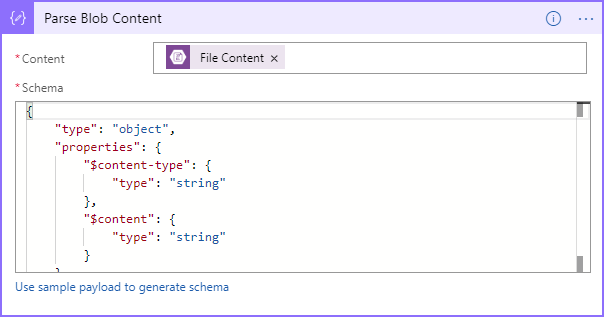 Parse Blob Content
* Content
File Content ×
* Schema
{
    "type": "object",
    "properties": {
        "$content-type": {
            "type": "string"
        },
        "$content": {
            "type": "string"
        }
Use sample payload to generate schema